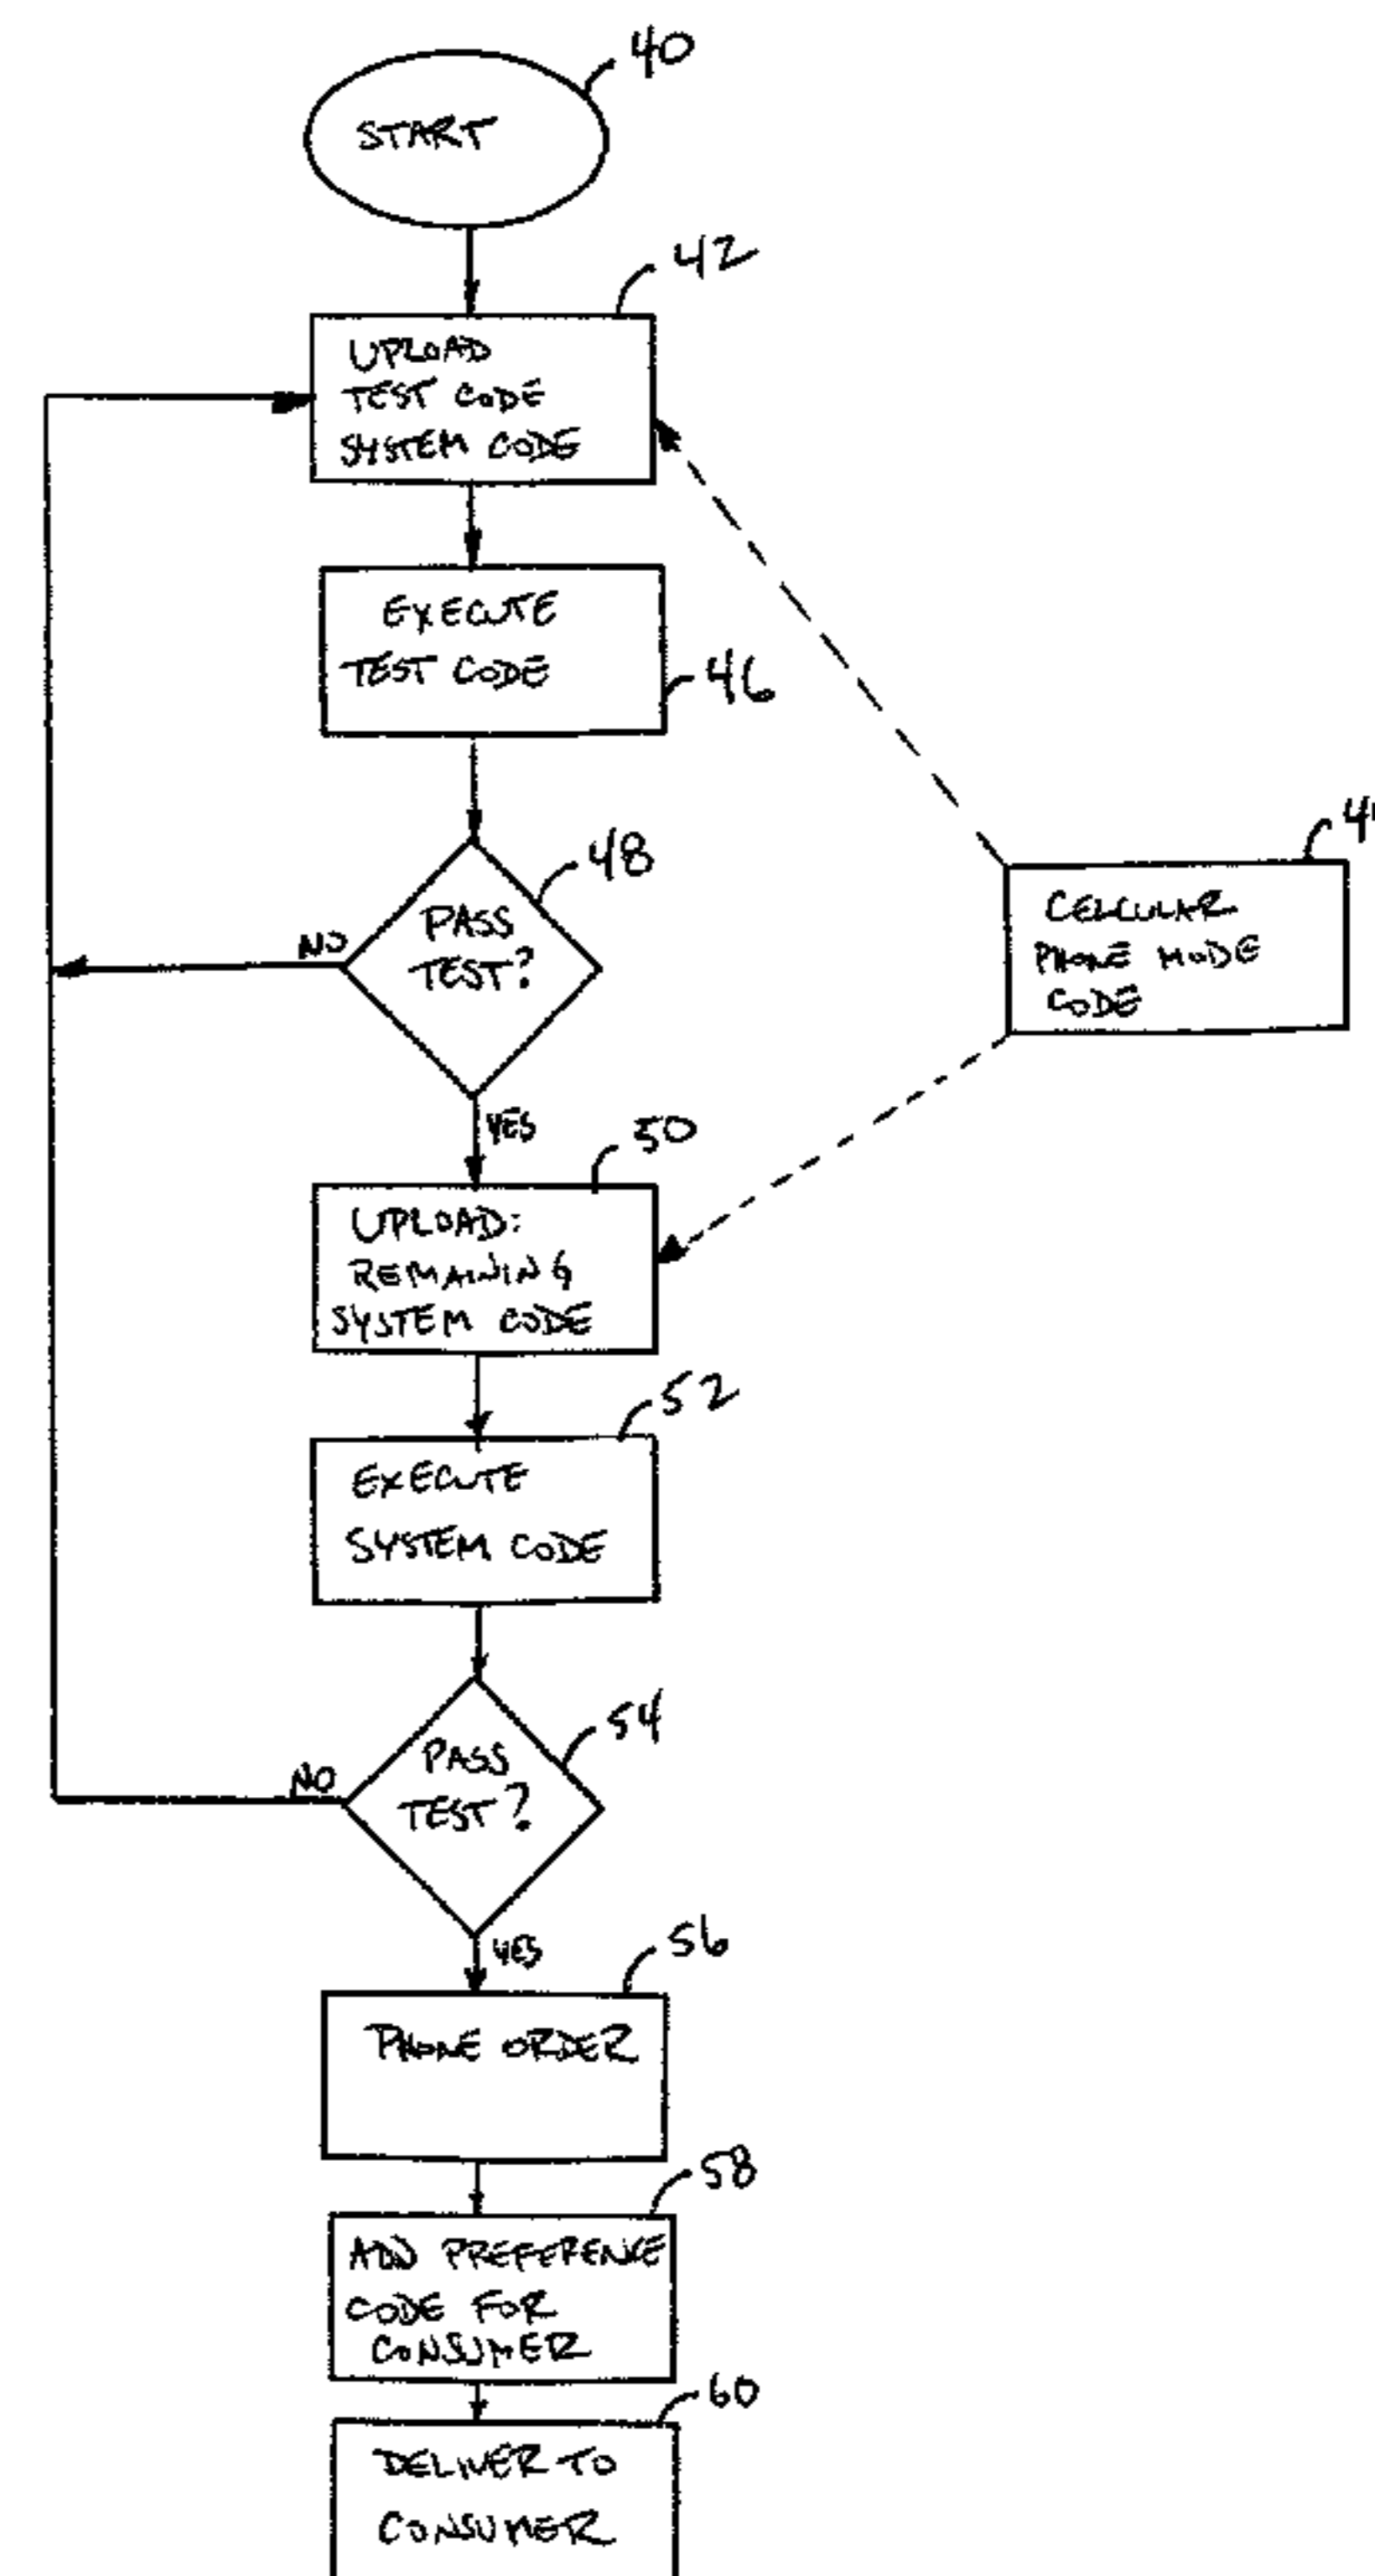 40
START
42
UPLOAD
TEST CODE
SYSTEM CODE
EXECUTE
TEST CODE
46
48
PASS
TEST?
NO
YES
CELLULAR
PHONE MODE
CODE
50
UPLOAD:
REMAINING
SYSTEM CODE
52
EXECUTE
SYSTEM CODE
54
PASS
TEST?
NO
YES
56
PHONE ORDER
58
ADD PREFERENCE
CODE FOR
CONSUMER
60
DELIVER TO
CONSUMER